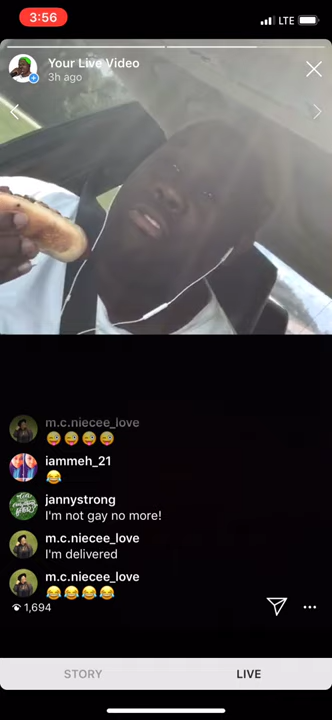 3:56
LTE
Your Live Video
3h ago
m.c.niecee_love
😜😜😜😜
iammeh_21
😂
jannystrong
I'm not gay no more!
m.c.niecee_love
I'm delivered
m.c.niecee_love
😂😂😂😂
1,694
STORY
LIVE